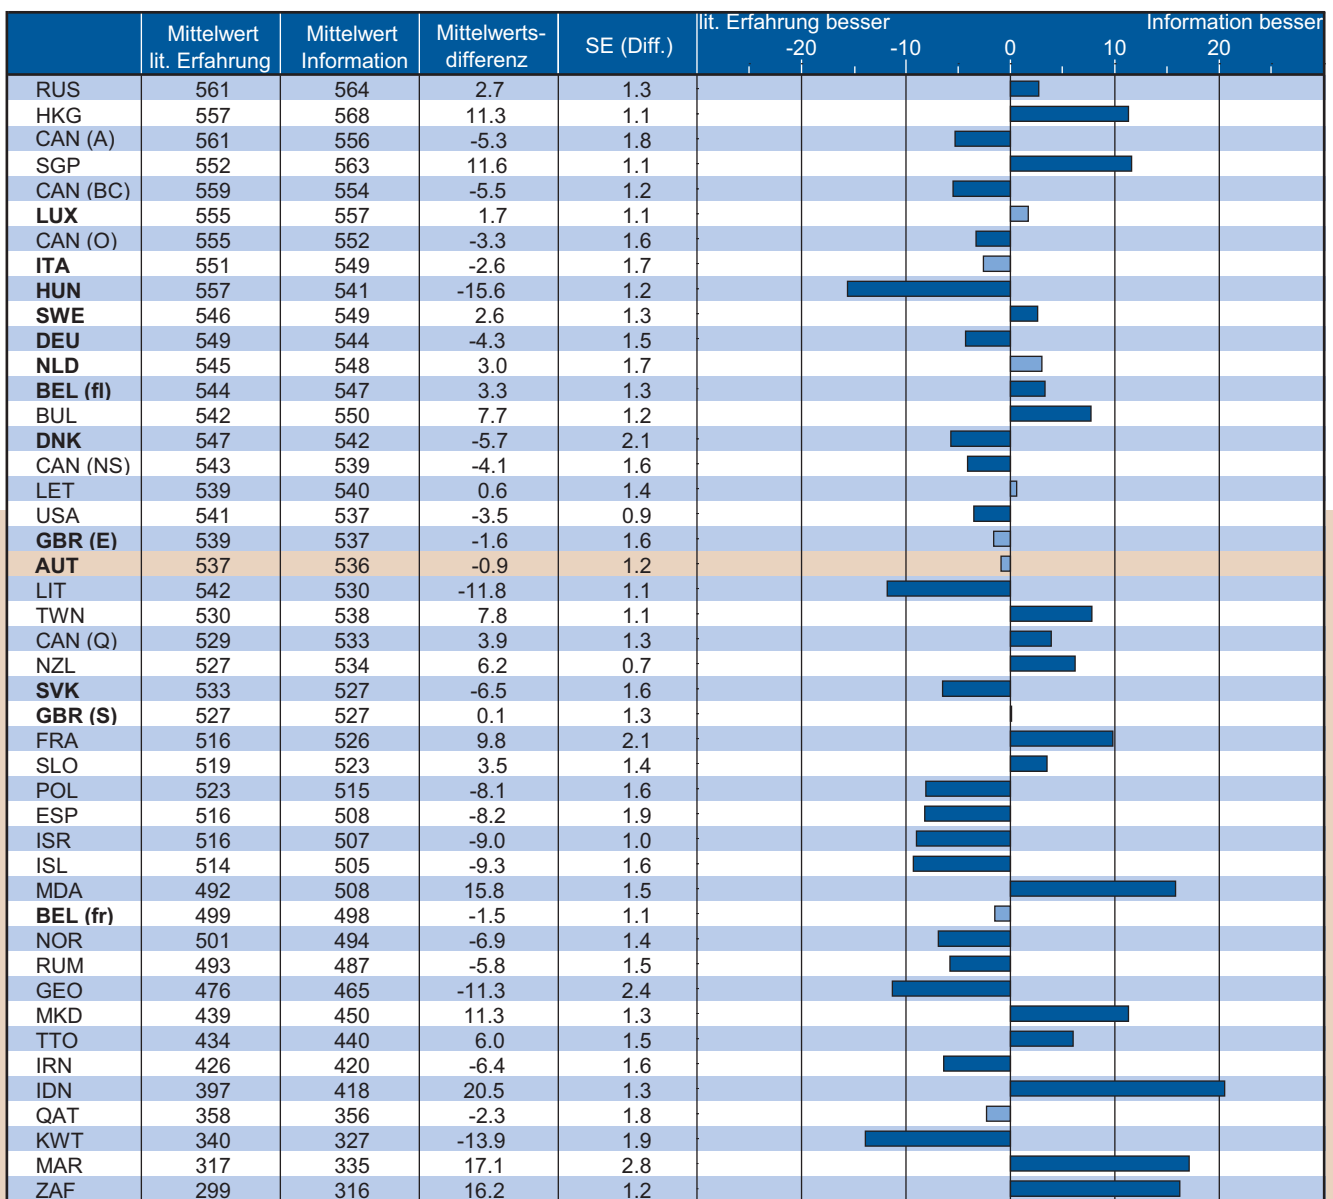 Mittelwert lit. Erfahrung Mittelwert Information Mittelwerts- differenz SE (Diff.) lit. Erfahrung besser Information besser
-20 -10 0 10 20
RUS 561 564 2.7 1.3
HKG 557 568 11.3 1.1
CAN (A) 561 556 -5.3 1.8
SGP 552 563 11.6 1.1
CAN (BC) 559 554 -5.5 1.2
LUX 555 557 1.7 1.1
CAN (O) 555 552 -3.3 1.6
ITA 551 549 -2.6 1.7
HUN 557 541 -15.6 1.2
SWE 546 549 2.6 1.3
DEU 549 544 -4.3 1.5
NLD 545 548 3.0 1.7
BEL (fl) 544 547 3.3 1.3
BUL 542 550 7.7 1.2
DNK 547 542 -5.7 2.1
CAN (NS) 543 539 -4.1 1.6
LET 539 540 0.6 1.4
USA 541 537 -3.5 0.9
GBR (E) 539 537 -1.6 1.6
AUT 537 536 -0.9 1.2
LIT 542 530 -11.8 1.1
TWN 530 538 7.8 1.1
CAN (Q) 529 533 3.9 1.3
NZL 527 534 6.2 0.7
SVK 533 527 -6.5 1.6
GBR (S) 527 527 0.1 1.3
FRA 516 526 9.8 2.1
SLO 519 523 3.5 1.4
POL 523 515 -8.1 1.6
ESP 516 508 -8.2 1.9
ISR 516 507 -9.0 1.0
ISL 514 505 -9.3 1.6
MDA 492 508 15.8 1.5
BEL (fr) 499 498 -1.5 1.1
NOR 501 494 -6.9 1.4
RUM 493 487 -5.8 1.5
GEO 476 465 -11.3 2.4
MKD 439 450 11.3 1.3
TTO 434 440 6.0 1.5
IRN 426 420 -6.4 1.6
IDN 397 418 20.5 1.3
QAT 358 356 -2.3 1.8
KWT 340 327 -13.9 1.9
MAR 317 335 17.1 2.8
ZAF 299 316 16.2 1.2